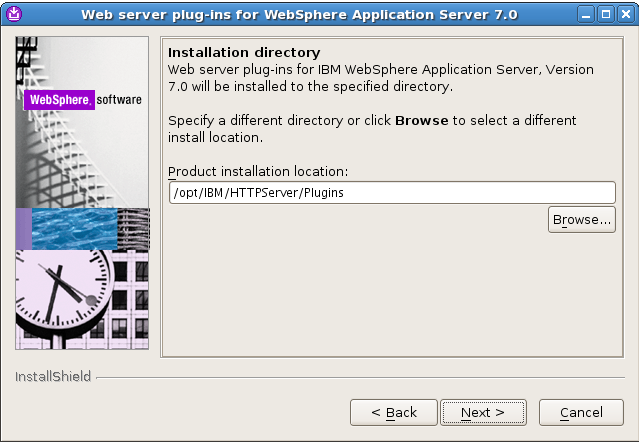 Web server plug-ins for WebSphere Application Server 7.0
WebSphere. software
Installation directory
Web server plug-ins for IBM WebSphere Application Server, Version
7.0 will be installed to the specified directory.
Specify a different directory or click Browse to select a different
install location.
Product installation location:
/opt/IBM/HTTPServer/Plugins
Browse...
InstallShield
< Back
Next >
Cancel